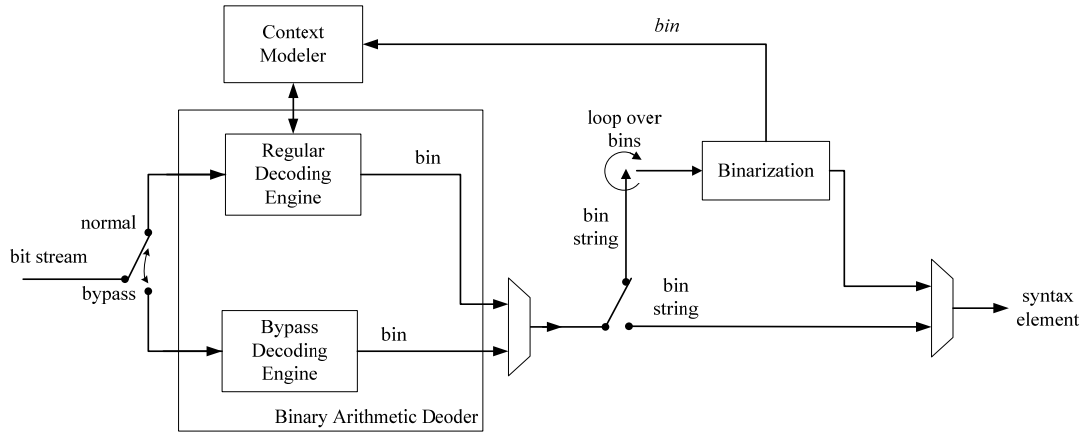 Context
Modeler
bin
loop over
bins
Regular
Decoding
Engine
bin
Binarization
normal
bin
string
bit stream
bypass
bin
string
syntax
element
Bypass
Decoding
Engine
bin
Binary Arithmetic Deoder